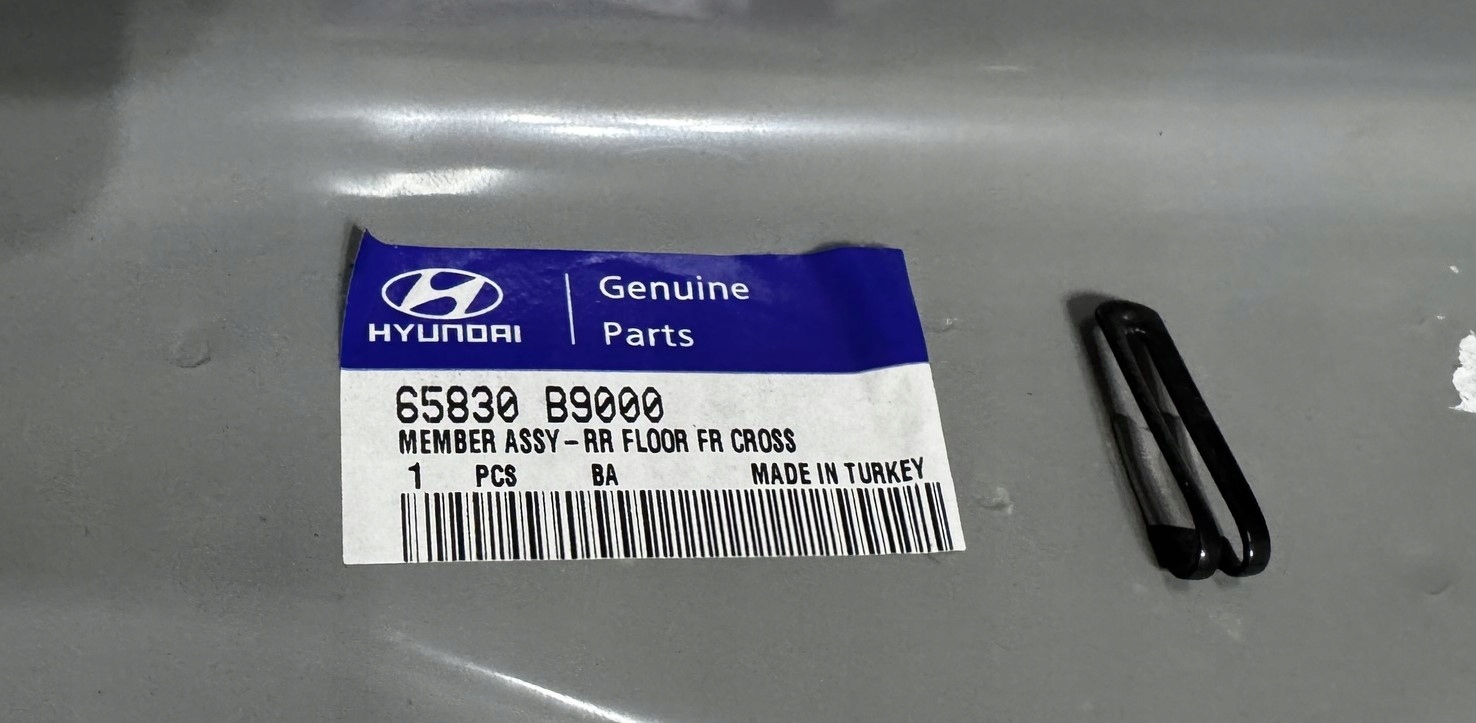 HYUNDAI
Genuine
Parts
65830 B9000
MEMBER ASSY-RR FLOOR FR CROSS
1 PCS BA MADE IN TURKEY